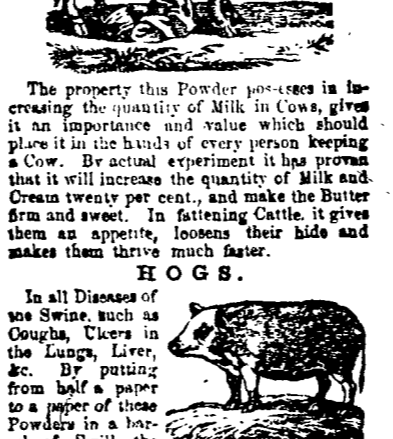 The property this Powder possesses in In-
creasing the quantity of Milk in Cows, gives
it an importance and value which should
place it in the hands of every person keeping
a Cow. By actual experiment it has proven
that it will increase the quantity of Milk and
Cream twenty per cent., and make the Butter
firm and sweet. In fattening Cattle, it gives
them an appetite, loosens their hide and
makes them thrive much faster.
HOGS.
In all Diseases of
the Swine, such as
Coughs, Ulcers in
the Lungs, Liver,
&c. By putting
from half a paper
to a paper of these
Powders in a bar-
the